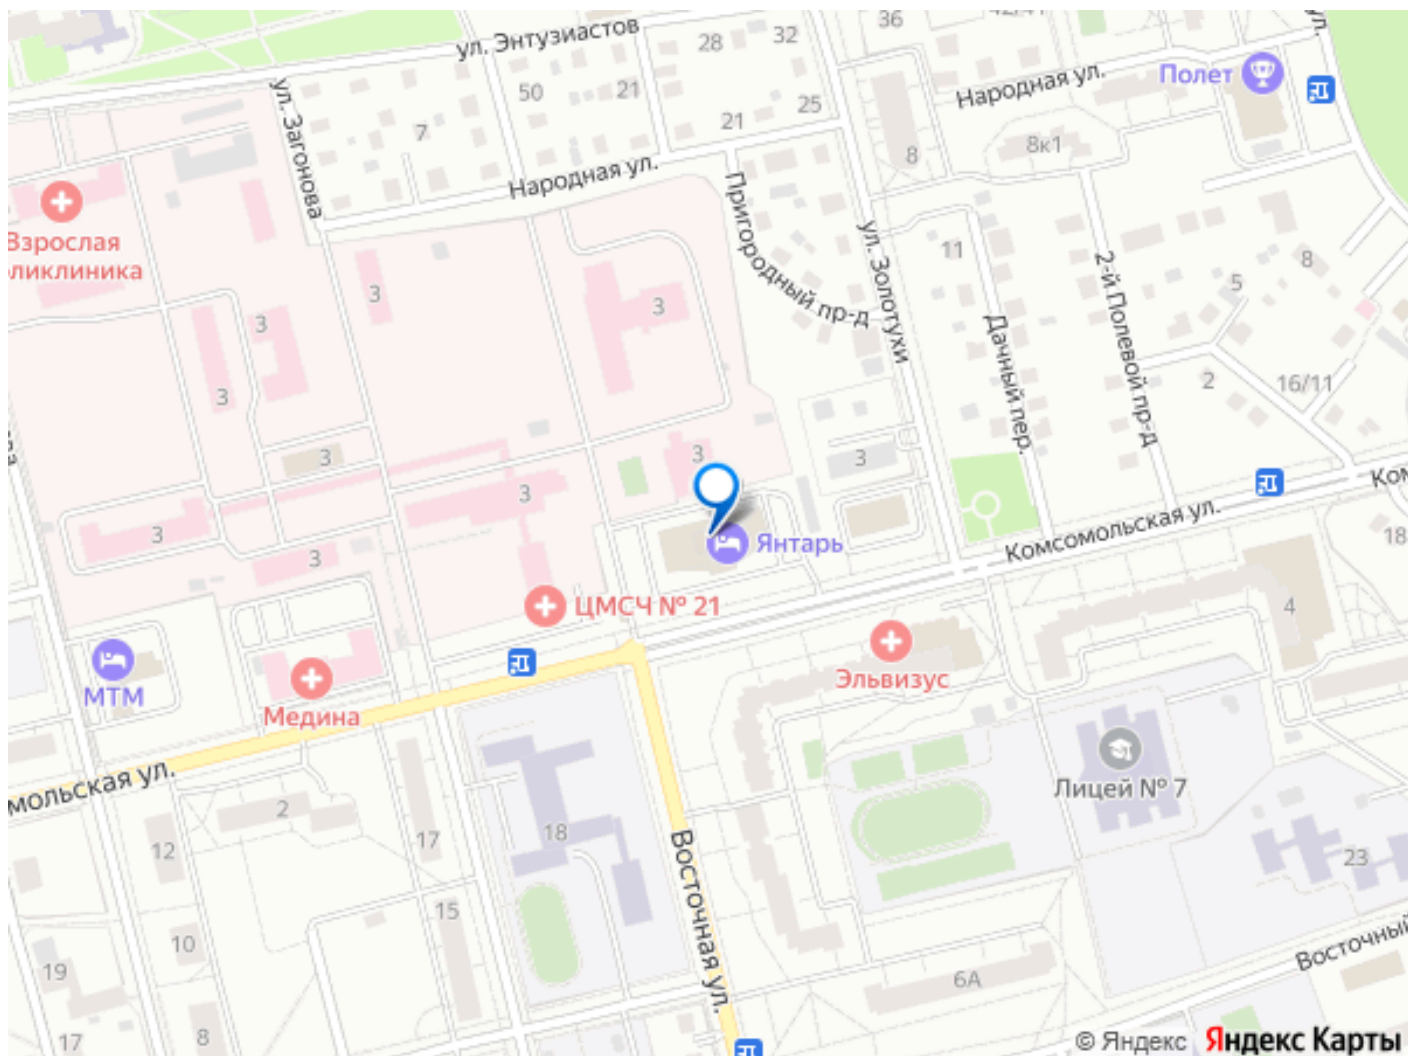 ул. Энтузиастов
28
32
36
ул.
Полет
Народная ул.
50
21
25
21
7
ул. Загонова
8
8к1
Народная ул.
Взрослая
оликлиника
Пригородный пр-д
ул. Золотухи
11
Дачный пер.
2-й Полевой пр-д
5
8
3
3
3
3
2
16/11
3
3
3
3
3
3
Янтарь
Комсомольская ул.
Ком
18
3
ЦМСЧ № 21
4
МТМ
Медина
Эльвизус
мольская ул.
Лицей № 7
2
12
17
18
Восточная ул.
23
15
10
19
6А
Восточный
17
8
© Яндекс Яндекс Карты